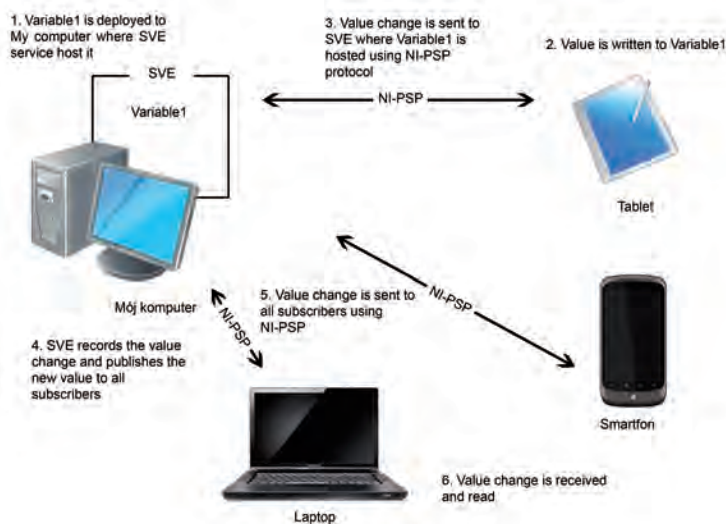 1. Variable1 is deployed to
My computer where SVE
service host it
SVE
Variable1
Mój komputer
3. Value change is sent to
SVE where Variable1 is
hosted using NI-PSP
protocol
NI-PSP
2. Value is written to Variable1
Tablet
NI-PSP
Smartfon
5. Value change is sent to
all subscribers using
NI-PSP
NI-PSP
4. SVE records the value
change and publishes the
new value to all
subscribers
Laptop
6. Value change is received
and read